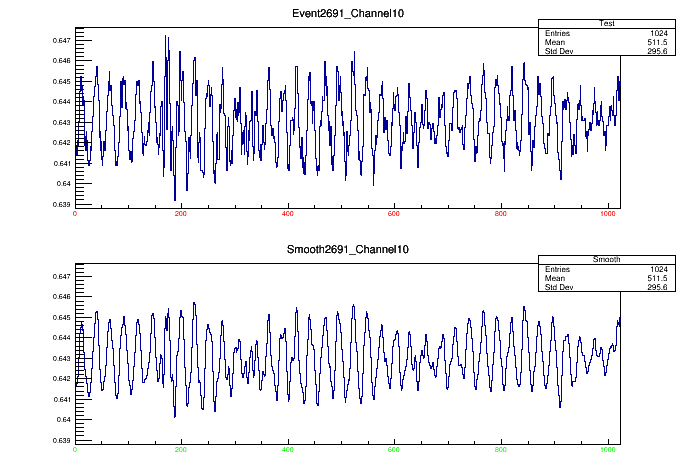 Event2691_Channel10
Test
Entries 1024
Mean 511.5
Std Dev 295.6
0.647
0.646
0.645
0.644
0.643
0.642
0.641
0.64
0.639
0 200 400 600 800 1000
Smooth2691_Channel10
Smooth
Entries 1024
Mean 511.5
Std Dev 295.6
0.647
0.646
0.645
0.644
0.643
0.642
0.641
0.64
0.639
0 200 400 600 800 1000